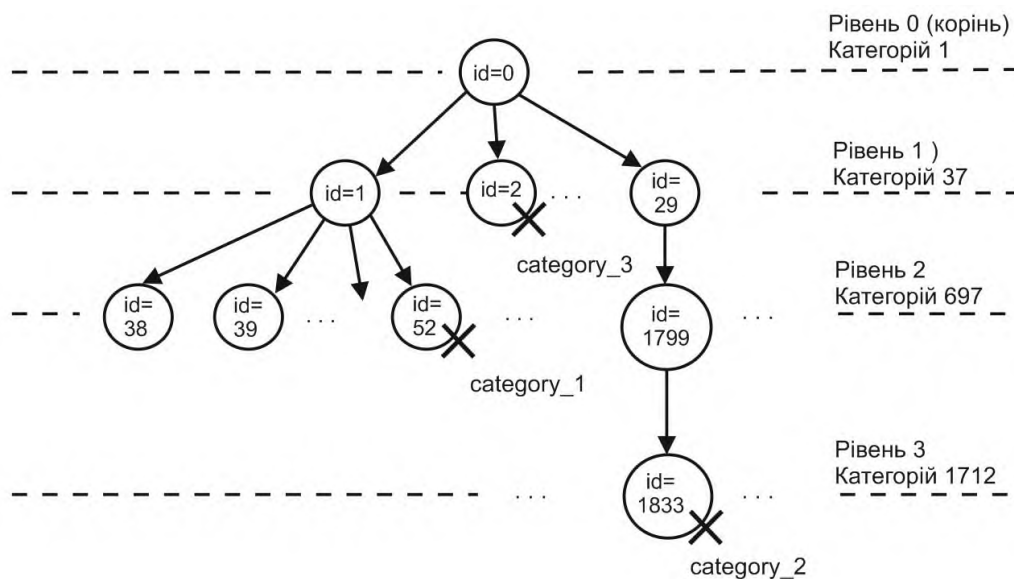 Рівень 0 (корінь)
Категорій 1
id=0
Рівень 1 )
Категорій 37
id=1
id=2
. . .
id=
29
category_3
Рівень 2
Категорій 697
id=
38
id=
39
. . .
id=
52
. . .
id=
1799
. . .
category_1
Рівень 3
Категорій 1712
. . .
id=
1833
. . .
category_2